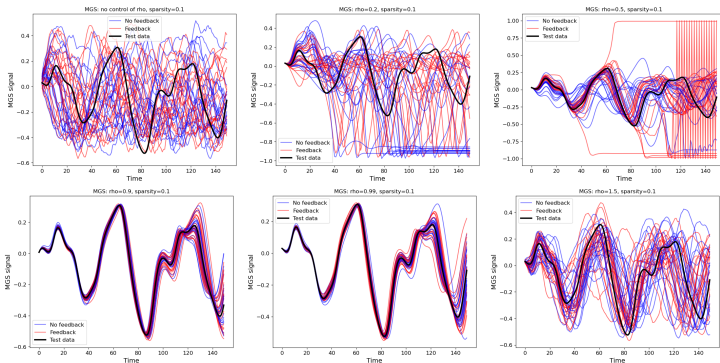 MGS: no control of rho, sparsity=0.1
No feedback
Feedback
Test data
MGS signal
0.4
0.2
0.0
−0.2
−0.4
−0.6
0 20 40 60 80 100 120 140
Time
MGS: rho=0.2, sparsity=0.1
MGS signal
0.4
0.2
0.0
−0.2
−0.4
−0.6
−0.8
−1.0
No feedback
Feedback
Test data
0 20 40 60 80 100 120 140
Time
MGS: rho=0.5, sparsity=0.1
No feedback
Feedback
Test data
MGS signal
1.00
0.75
0.50
0.25
0.00
−0.25
−0.50
−0.75
−1.00
0 20 40 60 80 100 120 140
Time
MGS: rho=0.9, sparsity=0.1
MGS signal
0.2
0.0
−0.2
−0.4
No feedback
Feedback
Test data
0 20 40 60 80 100 120 140
Time
MGS: rho=0.99, sparsity=0.1
MGS signal
0.2
0.0
−0.2
−0.4
No feedback
Feedback
Test data
0 20 40 60 80 100 120 140
Time
MGS: rho=1.5, sparsity=0.1
No feedback
Feedback
Test data
MGS signal
0.4
0.2
0.0
−0.2
−0.4
−0.6
0 20 40 60 80 100 120 140
Time